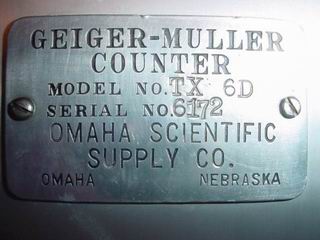 GEIGER-MULLER
COUNTER
MODEL NO. TX 6D
SERIAL NO. 6172
OMAHA SCIENTIFIC
SUPPLY CO.
OMAHA NEBRASKA